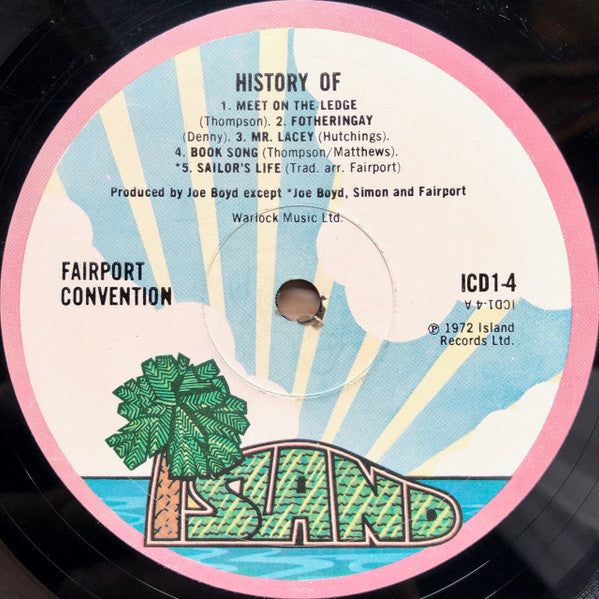 HISTORY OF
1. MEET ON THE LEDGE
(Thompson). 2. FOTHERINGAY
(Denny) 3. MR. LACEY (Hutchings).
4. BOOK SONG (Thompson/Matthews).
*5. SAILOR'S LIFE (Trad. arr. Fairport)
Produced by Joe Boyd except *Joe Boyd, Simon and Fairport
Warlock Music Ltd.
FAIRPORT
CONVENTION
ICD1-4
ICD1-4 A
℗ 1972 Island
Records Ltd.
ISLAND